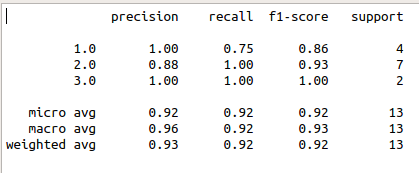 precision recall f1-score support
1.0 1.00 0.75 0.86 4
2.0 0.88 1.00 0.93 7
3.0 1.00 1.00 1.00 2
micro avg 0.92 0.92 0.92 13
macro avg 0.96 0.92 0.93 13
weighted avg 0.93 0.92 0.92 13